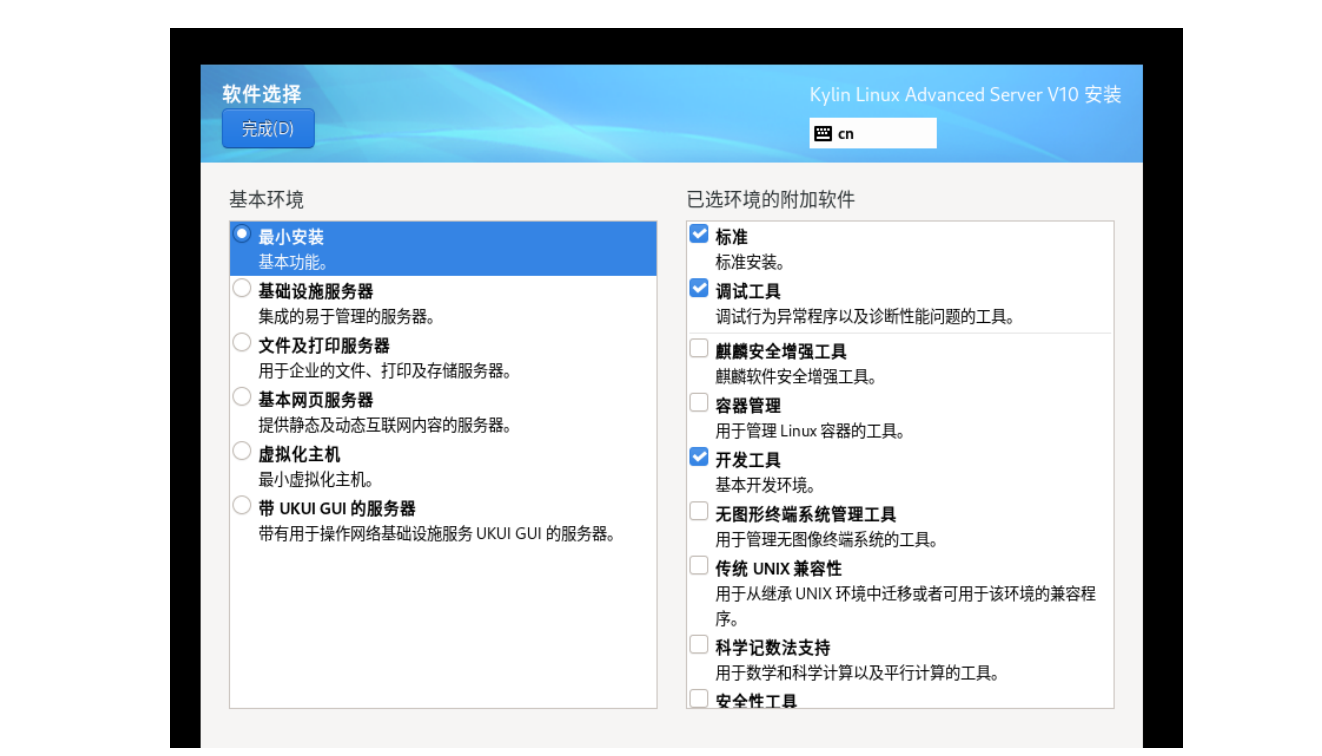 软件选择
Kylin Linux Advanced Server V10 安装
完成(D)
cn
基本环境
最小安装
基本功能。
基础设施服务器
集成的易于管理的服务器。
文件及打印服务器
用于企业的文件、打印及存储服务器。
基本网页服务器
提供静态及动态互联网内容的服务器。
虚拟化主机
最小虚拟化主机。
带 UKUI GUI 的服务器
带有用于操作网络基础设施服务 UKUI GUI 的服务器。
已选环境的附加软件
标准
标准安装。
调试工具
调试行为异常程序以及诊断性能问题的工具。
麒麟安全增强工具
麒麟软件安全增强工具。
容器管理
用于管理 Linux 容器的工具。
开发工具
基本开发环境。
无图形终端系统管理工具
用于管理无图像终端系统的工具。
传统 UNIX 兼容性
用于从继承 UNIX 环境中迁移或者可用于该环境的兼容程
序。
科学记数法支持
用于数学和科学计算以及平行计算的工具。
安全性工具